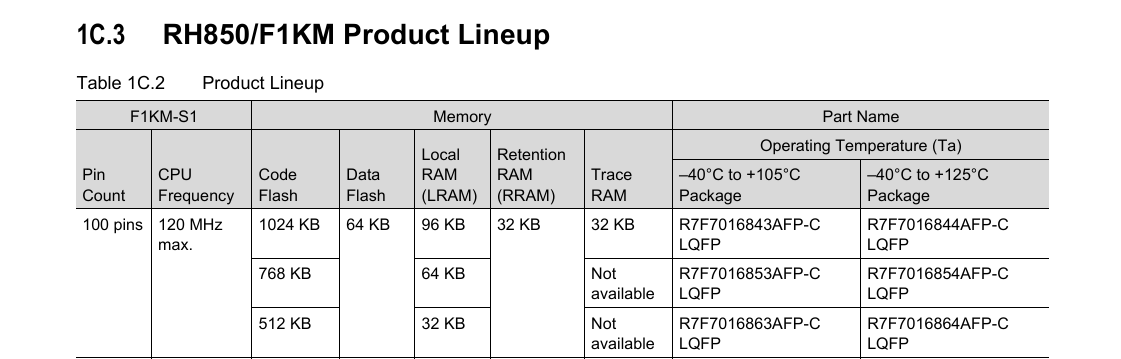 1C.3 RH850/F1KM Product Lineup
Table 1C.2 Product Lineup
F1KM-S1 Memory Part Name
Operating Temperature (Ta)
Pin Count CPU Frequency Code Flash Data Flash Local RAM (LRAM) Retention RAM (RRAM) Trace RAM –40°C to +105°C Package –40°C to +125°C Package
100 pins 120 MHz max. 1024 KB 64 KB 96 KB 32 KB 32 KB R7F7016843AFP-C LQFP R7F7016844AFP-C LQFP
768 KB 64 KB Not available R7F7016853AFP-C LQFP R7F7016854AFP-C LQFP
512 KB 32 KB Not available R7F7016863AFP-C LQFP R7F7016864AFP-C LQFP